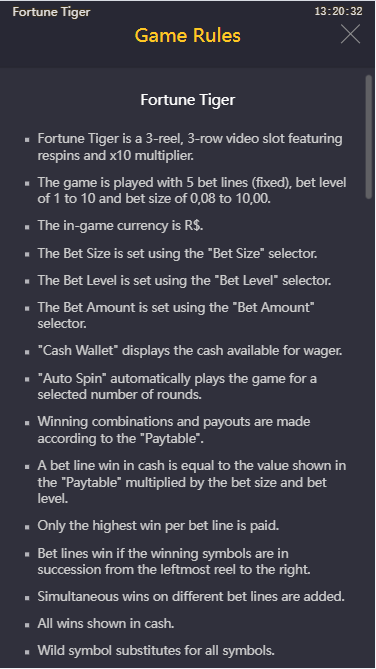 Fortune Tiger 13:20:32
Game Rules
Fortune Tiger
Fortune Tiger is a 3-reel, 3-row video slot featuring
respins and x10 multiplier.
The game is played with 5 bet lines (fixed), bet level
of 1 to 10 and bet size of 0,08 to 10,00.
The in-game currency is R$.
The Bet Size is set using the "Bet Size" selector.
The Bet Level is set using the "Bet Level" selector.
The Bet Amount is set using the "Bet Amount"
selector.
"Cash Wallet" displays the cash available for wager.
"Auto Spin" automatically plays the game for a
selected number of rounds.
Winning combinations and payouts are made
according to the "Paytable".
A bet line win in cash is equal to the value shown in
the "Paytable" multiplied by the bet size and bet
level.
Only the highest win per bet line is paid.
Bet lines win if the winning symbols are in
succession from the leftmost reel to the right.
Simultaneous wins on different bet lines are added.
All wins shown in cash.
Wild symbol substitutes for all symbols.